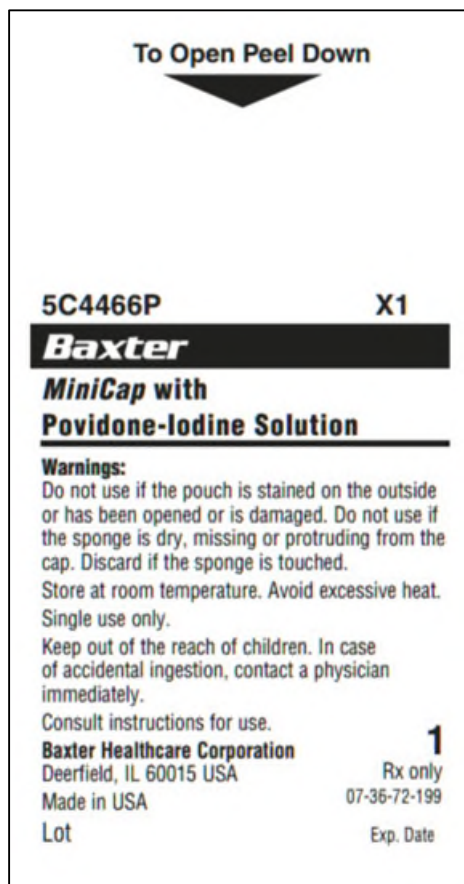 To Open Peel Down
5C4466P X1
Baxter
MiniCap with
Povidone-Iodine Solution
Warnings:
Do not use if the pouch is stained on the outside
or has been opened or is damaged. Do not use if
the sponge is dry, missing or protruding from the
cap. Discard if the sponge is touched.
Store at room temperature. Avoid excessive heat.
Single use only.
Keep out of the reach of children. In case
of accidental ingestion, contact a physician
immediately.
Consult instructions for use.
1
Baxter Healthcare Corporation
Deerfield, IL 60015 USA Rx only
Made in USA 07-36-72-199
Lot Exp. Date